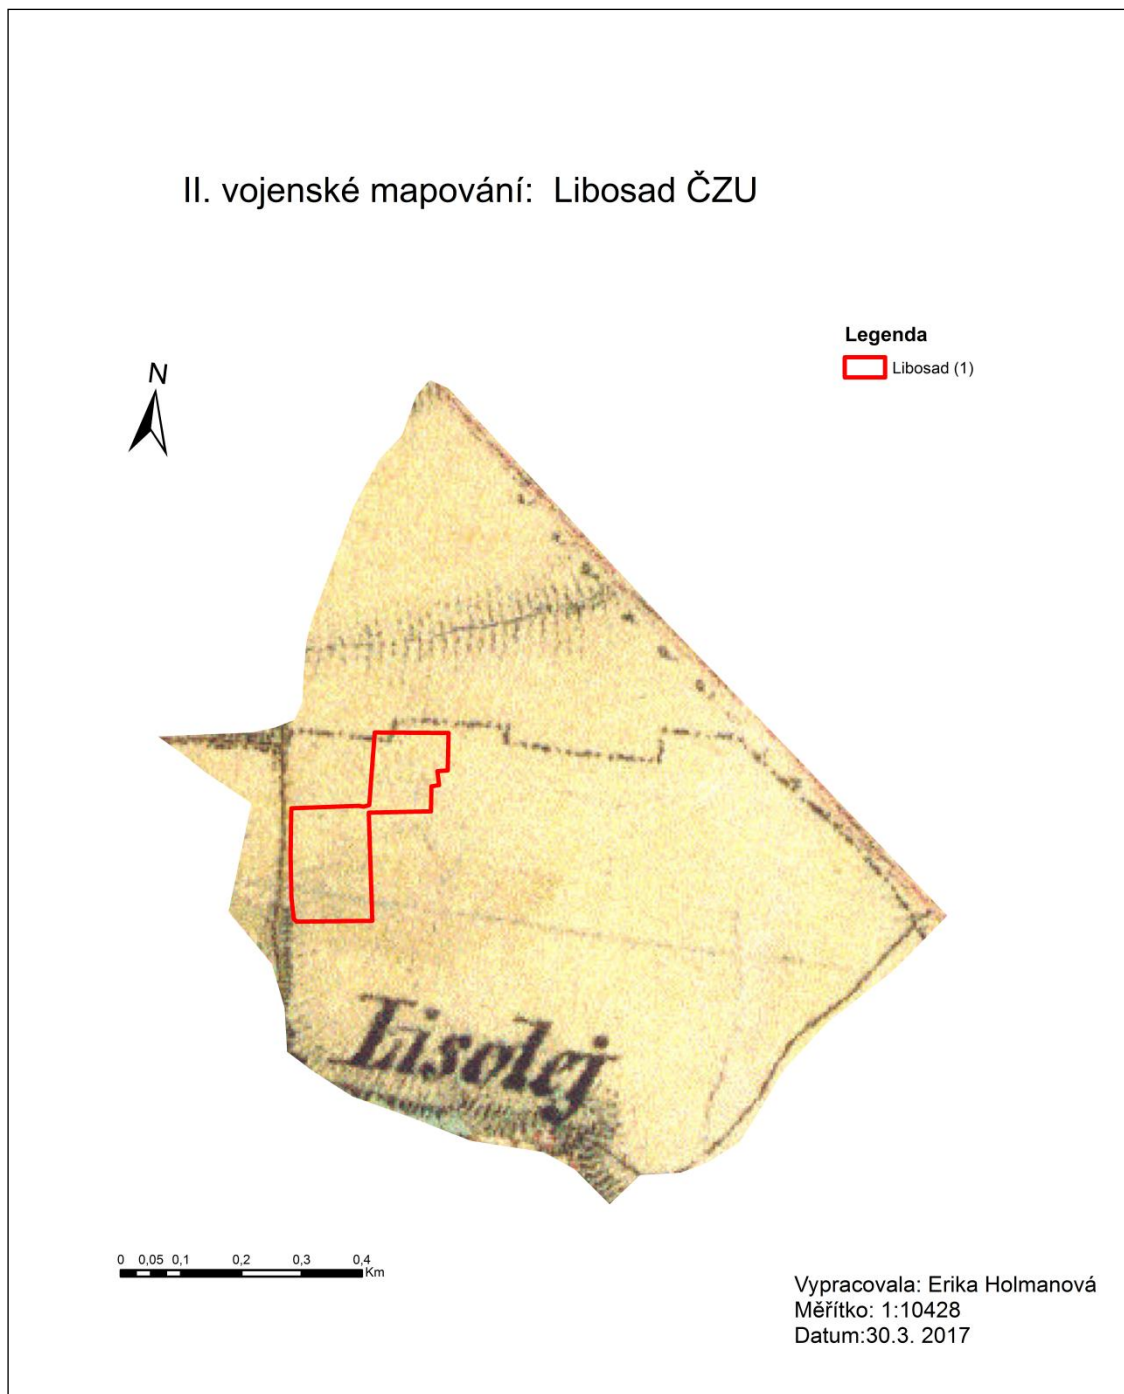 II. vojenské mapování: Libosad ČZU
Legenda
Libosad (1)
N
Lisolej
0 0,05 0,1 0,2 0,3 0,4
Km
Vypracovala: Erika Holmanová
Měřítko: 1:10428
Datum:30.3. 2017